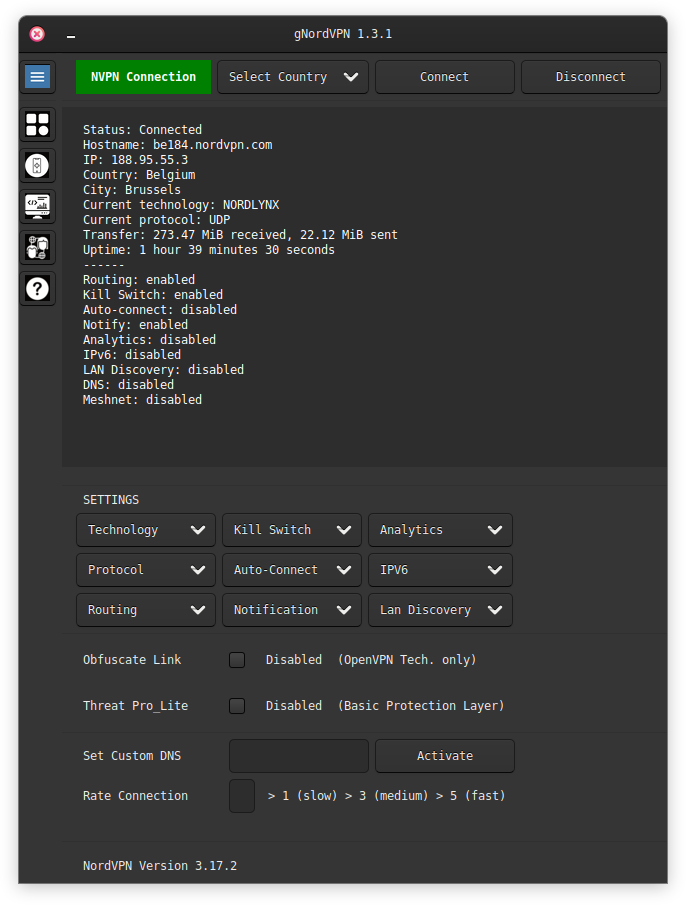 gNordVPN 1.3.1
NVPN Connection
Select Country
Connect
Disconnect
Status: Connected
Hostname: be184.nordvpn.com
IP: 188.95.55.3
Country: Belgium
City: Brussels
Current technology: NORDLYNX
Current protocol: UDP
Transfer: 273.47 MiB received, 22.12 MiB sent
Uptime: 1 hour 39 minutes 30 seconds
------
Routing: enabled
Kill Switch: enabled
Auto-connect: disabled
Notify: enabled
Analytics: disabled
IPv6: disabled
LAN Discovery: disabled
DNS: disabled
Meshnet: disabled
SETTINGS
Technology
Kill Switch
Analytics
Protocol
Auto-Connect
IPV6
Routing
Notification
Lan Discovery
Obfuscate Link
Disabled (OpenVPN Tech. only)
Threat Pro_Lite
Disabled (Basic Protection Layer)
Set Custom DNS
Activate
Rate Connection
> 1 (slow) > 3 (medium) > 5 (fast)
NordVPN Version 3.17.2